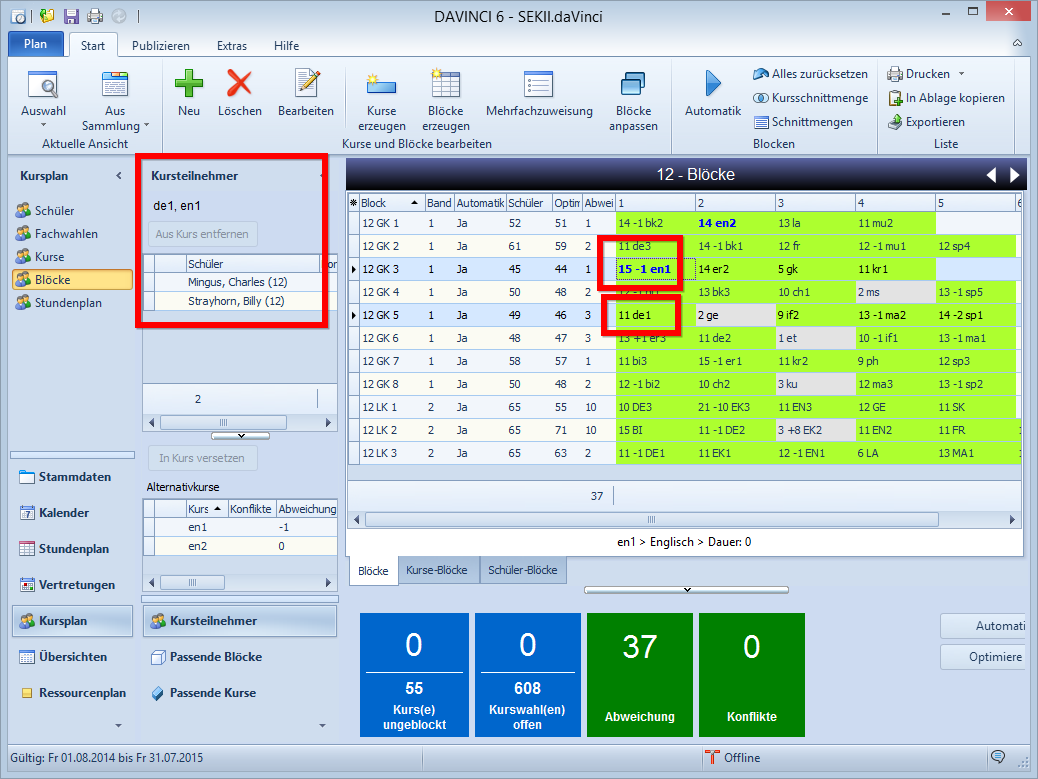 DAVINCI 6 - SEKII.daVinci
Plan Start Publizieren Extras Hilfe
Auswahl
Aus Sammlung
Aktuelle Ansicht
Neu
Löschen
Bearbeiten
Kurse erzeugen
Blöcke erzeugen
Mehrfachzuweisung
Blöcke anpassen
Kurse und Blöcke bearbeiten
Automatik
Alles zurücksetzen
Kursschnittmenge
Schnittmengen
Blocken
Drucken
In Ablage kopieren
Exportieren
Liste
Kursplan
Schüler
Fachwahlen
Kurse
Blöcke
Stundenplan
Stammdaten
Kalender
Stundenplan
Vertretungen
Kursplan
Übersichten
Ressourcenplan
Kursteilnehmer
de1, en1
Aus Kurs entfernen
Schüler
Mingus, Charles (12)
Strayhorn, Billy (12)
2
In Kurs versetzen
Alternativkurse
Kurs Konflikte Abweichung
en1 -1
en2 0
Kursteilnehmer
Passende Blöcke
Passende Kurse
12 - Blöcke
Block Band Automatik Schüler Optim Abwei 1 2 3 4 5 6
12 GK 1 1 Ja 52 51 1 14 -1 bk2 14 en2 13 la 11 mu2
12 GK 2 1 Ja 61 59 2 11 de3 14 -1 bk1 12 fr 12 -1 mu1 12 sp4
12 GK 3 1 Ja 45 44 1 15 -1 en1 14 er2 5 gk 11 kr1
12 GK 4 1 Ja 50 48 2 13 bk3 10 ch1 2 ms 13 -1 sp5
12 GK 5 1 Ja 49 46 3 11 de1 2 ge 9 if2 13 -1 ma2 14 -2 sp1
12 GK 6 1 Ja 48 47 3 13 +1 er3 11 de2 1 et 10 -1 if1 13 -1 ma1
12 GK 7 1 Ja 58 57 1 11 bi3 15 -1 er1 11 kr2 9 ph 12 sp3
12 GK 8 1 Ja 50 48 2 12 -1 bi2 10 ch2 3 ku 12 ma3 13 -1 sp2
12 LK 1 2 Ja 65 55 10 10 DE3 21 -10 EK3 11 EN3 12 GE 11 SK
12 LK 2 2 Ja 65 71 10 15 BI 11 -1 DE2 3 +8 EK2 11 EN2 11 FR
12 LK 3 2 Ja 65 63 2 11 -1 DE1 11 EK1 12 -1 EN1 6 LA 13 MA1
37
en1 > Englisch > Dauer: 0
Blöcke Kurse-Blöcke Schüler-Blöcke
0
55
Kurs(e)
ungeblockt
0
608
Kurswahl(en)
offen
37
Abweichung
0
Konflikte
Automati
Optimiere
Gültig: Fr 01.08.2014 bis Fr 31.07.2015
Offline